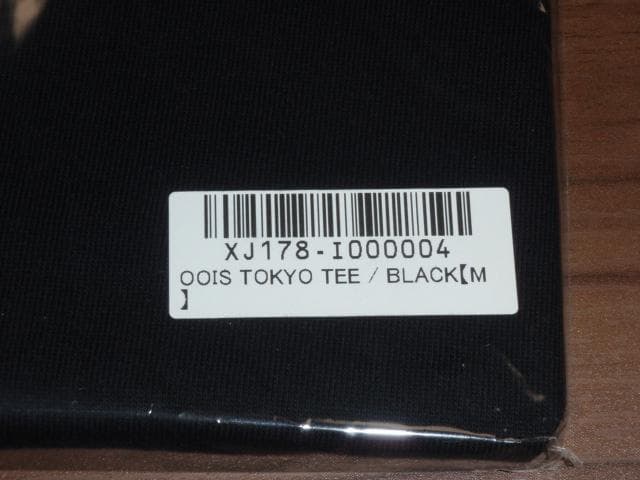 XJ178-I000004
OOIS TOKYO TEE / BLACK【M
】